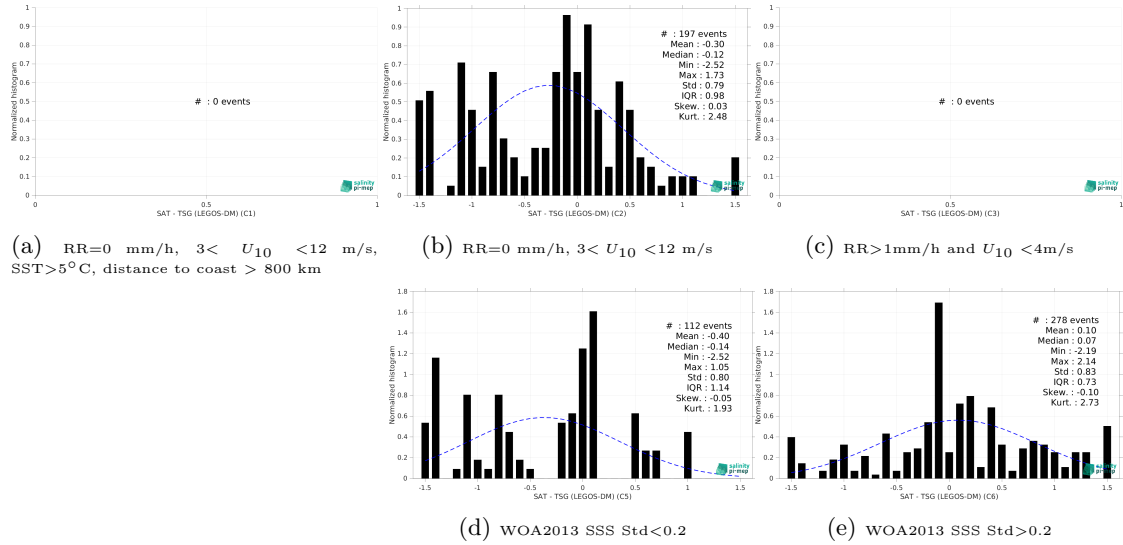 Normalized histogram
1
0.9
0.8
0.7
0.6
0.5
0.4
0.3
0.2
0.1
0
# : 0 events
salinity
pi-mep
0 0.5 1
SAT - TSG (LEGOS-DM) (C1)
(a) RR=0 mm/h, 3< U10 <12 m/s,
SST>5°C, distance to coast > 800 km
Normalized histogram
1
0.9
0.8
0.7
0.6
0.5
0.4
0.3
0.2
0.1
0
# : 197 events
Mean : -0.30
Median : -0.12
Min : -2.52
Max : 1.73
Std : 0.79
IQR : 0.98
Skew. : 0.03
Kurt. : 2.48
salinity
pi-mep
-1.5 -1 -0.5 0 0.5 1 1.5
SAT - TSG (LEGOS-DM) (C2)
(b) RR=0 mm/h, 3< U10 <12 m/s
Normalized histogram
1
0.9
0.8
0.7
0.6
0.5
0.4
0.3
0.2
0.1
0
# : 0 events
salinity
pi-mep
0 0.5 1
SAT - TSG (LEGOS-DM) (C3)
(c) RR>1mm/h and U10 <4m/s
Normalized histogram
1.8
1.6
1.4
1.2
1
0.8
0.6
0.4
0.2
0
# : 112 events
Mean : -0.40
Median : -0.14
Min : -2.52
Max : 1.05
Std : 0.80
IQR : 1.14
Skew. : -0.05
Kurt. : 1.93
salinity
pi-mep
-1.5 -1 -0.5 0 0.5 1 1.5
SAT - TSG (LEGOS-DM) (C5)
(d) WOA2013 SSS Std<0.2
Normalized histogram
1.8
1.6
1.4
1.2
1
0.8
0.6
0.4
0.2
0
# : 278 events
Mean : 0.10
Median : 0.07
Min : -2.19
Max : 2.14
Std : 0.83
IQR : 0.73
Skew. : -0.10
Kurt. : 2.73
salinity
pi-mep
-1.5 -1 -0.5 0 0.5 1 1.5
SAT - TSG (LEGOS-DM) (C6)
(e) WOA2013 SSS Std>0.2